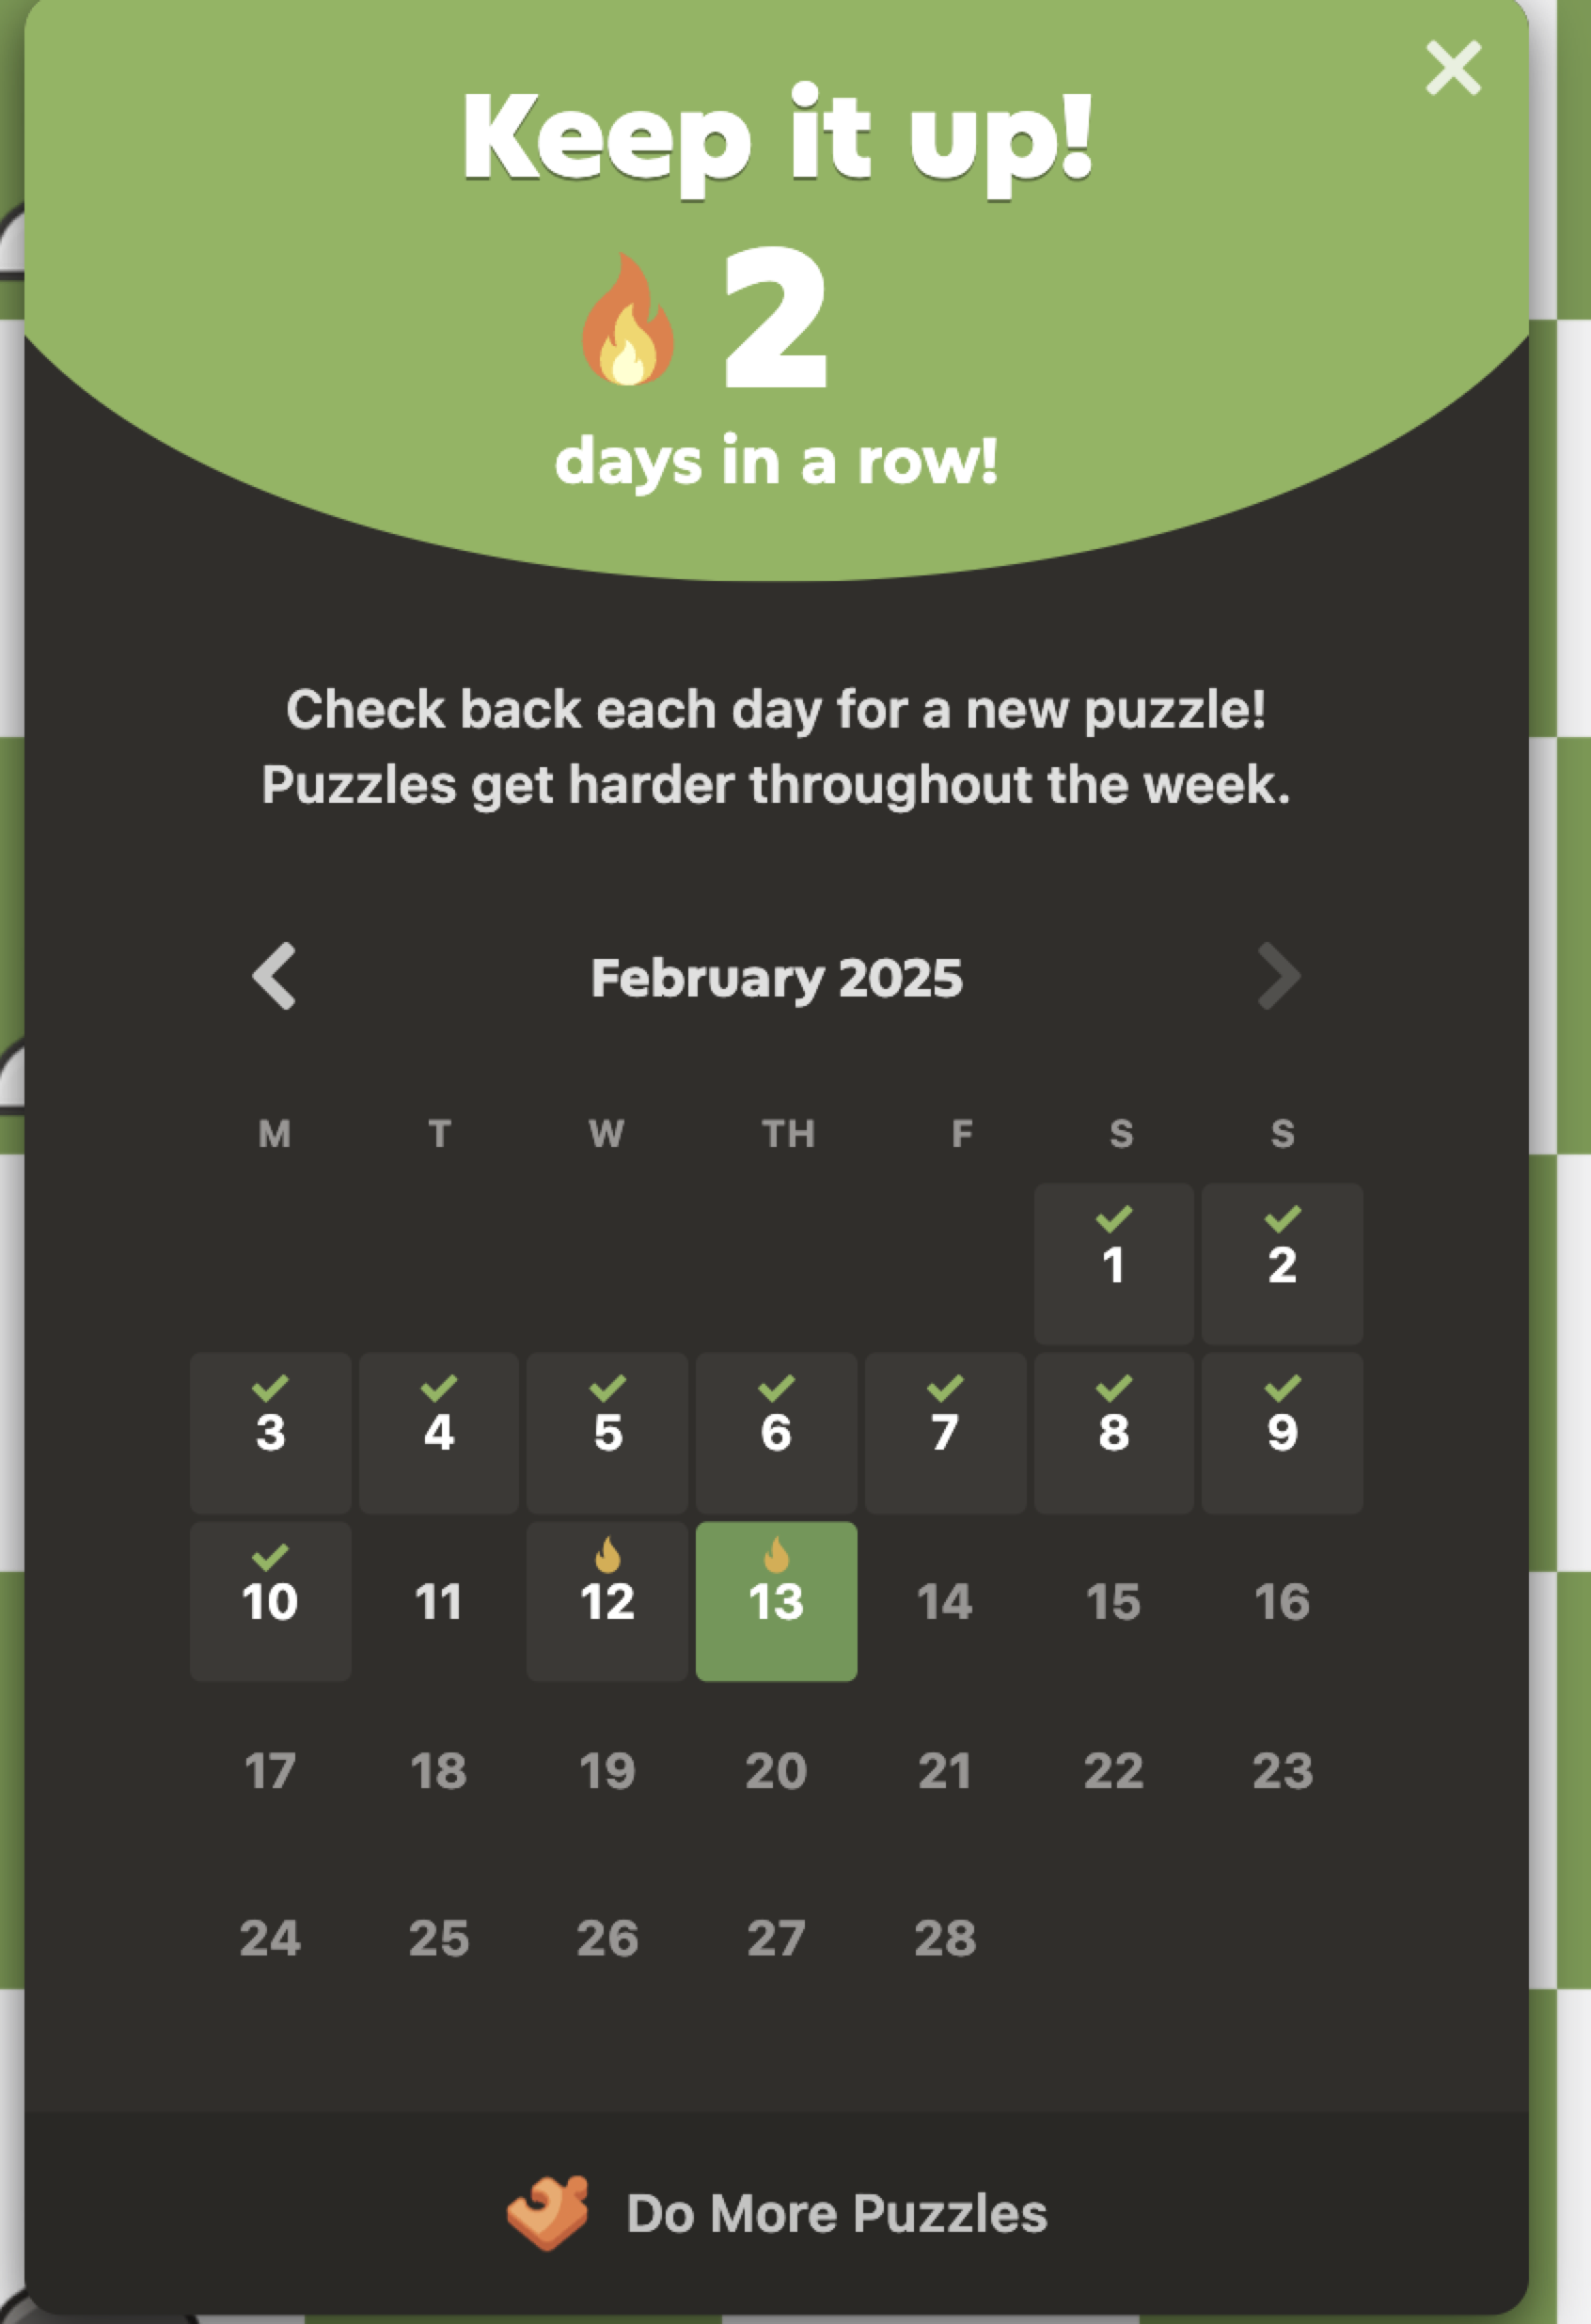 Keep it up!
2
days in a row!
Check back each day for a new puzzle!
Puzzles get harder throughout the week.
February 2025
M T W TH F S S
1 2
3 4 5 6 7 8 9
10 11 12 13 14 15 16
17 18 19 20 21 22 23
24 25 26 27 28
Do More Puzzles